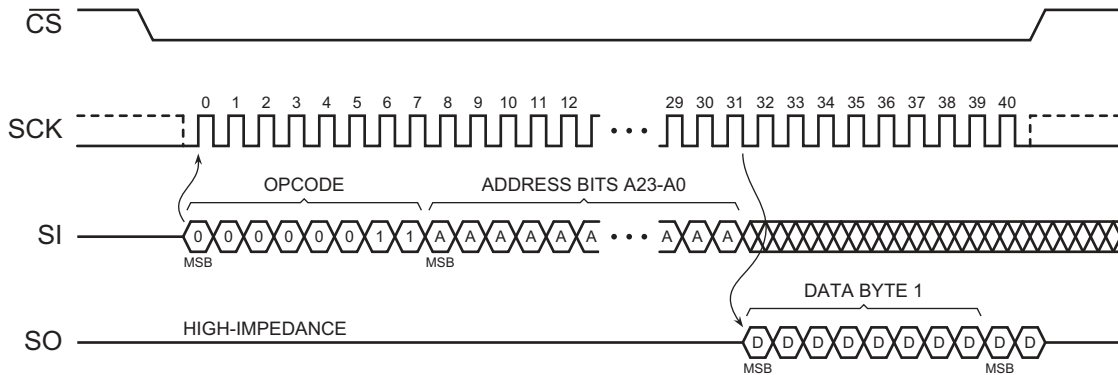 CS
SCK
0 1 2 3 4 5 6 7 8 9 10 11 12 29 30 31 32 33 34 35 36 37 38 39 40
• • •
OPCODE ADDRESS BITS A23-A0
SI
0 0 0 0 0 0 1 1 A A A A A A • • • A A A
MSB MSB
DATA BYTE 1
SO
HIGH-IMPEDANCE
D D D D D D D D D D
MSB MSB